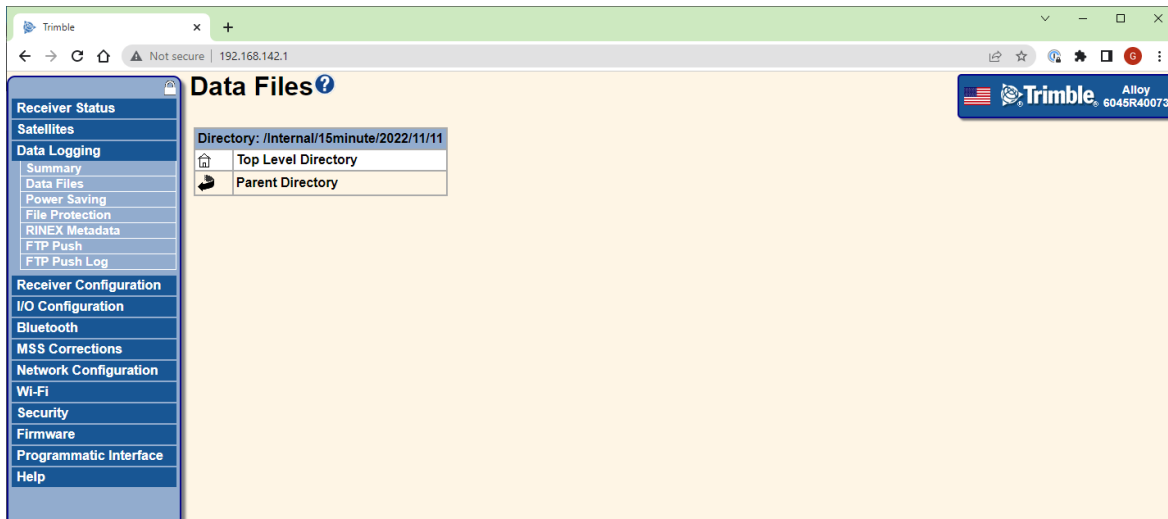 Trimble
Not secure | 192.168.142.1
G
Data Files
Trimble
Alloy
6045R40073
Receiver Status
Satellites
Data Logging
Summary
Data Files
Power Saving
File Protection
RINEX Metadata
FTP Push
FTP Push Log
Receiver Configuration
I/O Configuration
Bluetooth
MSS Corrections
Network Configuration
Wi-Fi
Security
Firmware
Programmatic Interface
Help
Directory: /Internal/15minute/2022/11/11
Top Level Directory
Parent Directory